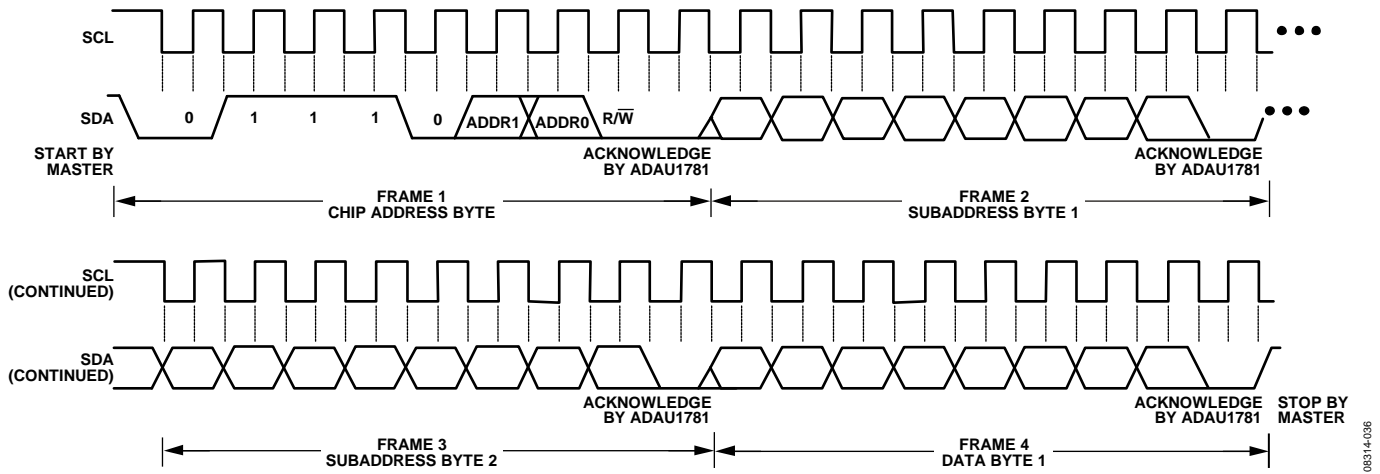 SCL
SDA
0 1 1 1 0 ADDR1 ADDR0 R/W̅
START BY
MASTER
ACKNOWLEDGE
BY ADAU1781
ACKNOWLEDGE
BY ADAU1781
FRAME 1
CHIP ADDRESS BYTE
FRAME 2
SUBADDRESS BYTE 1
SCL
(CONTINUED)
SDA
(CONTINUED)
ACKNOWLEDGE
BY ADAU1781
ACKNOWLEDGE
BY ADAU1781
STOP BY
MASTER
FRAME 3
SUBADDRESS BYTE 2
FRAME 4
DATA BYTE 1
08314-036